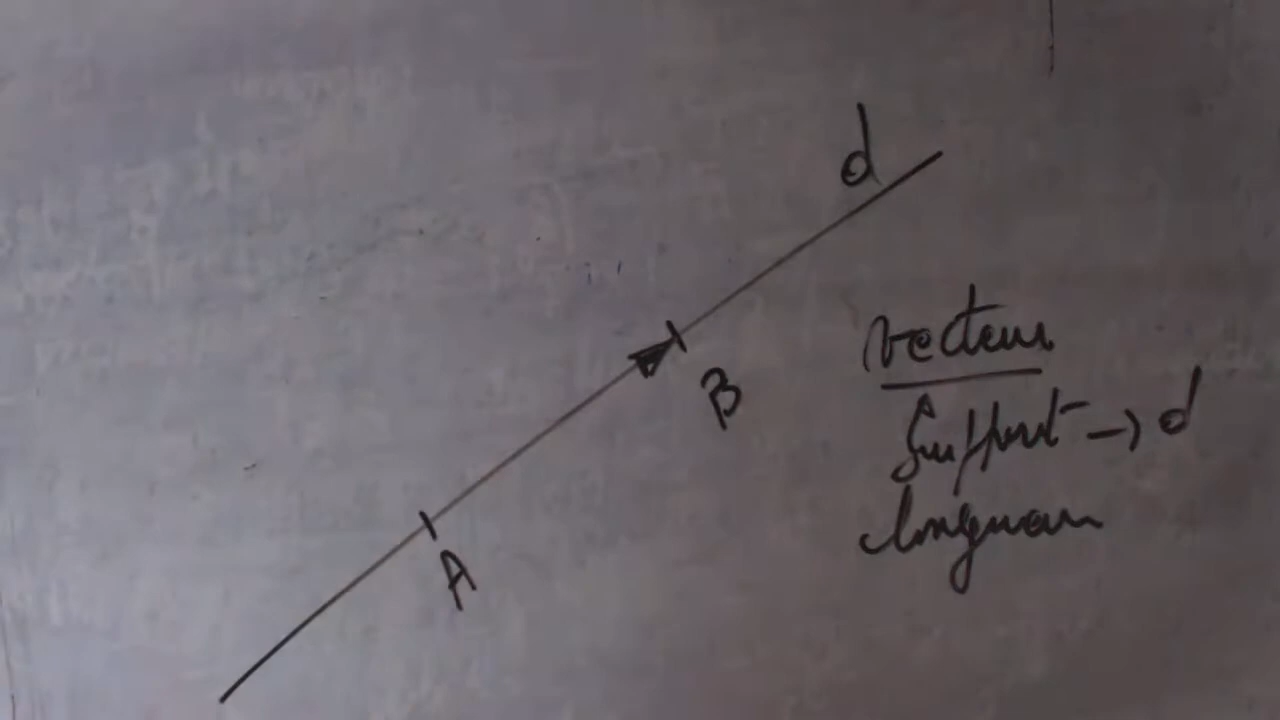 d
B
A
vecteur
Support → d
longueur